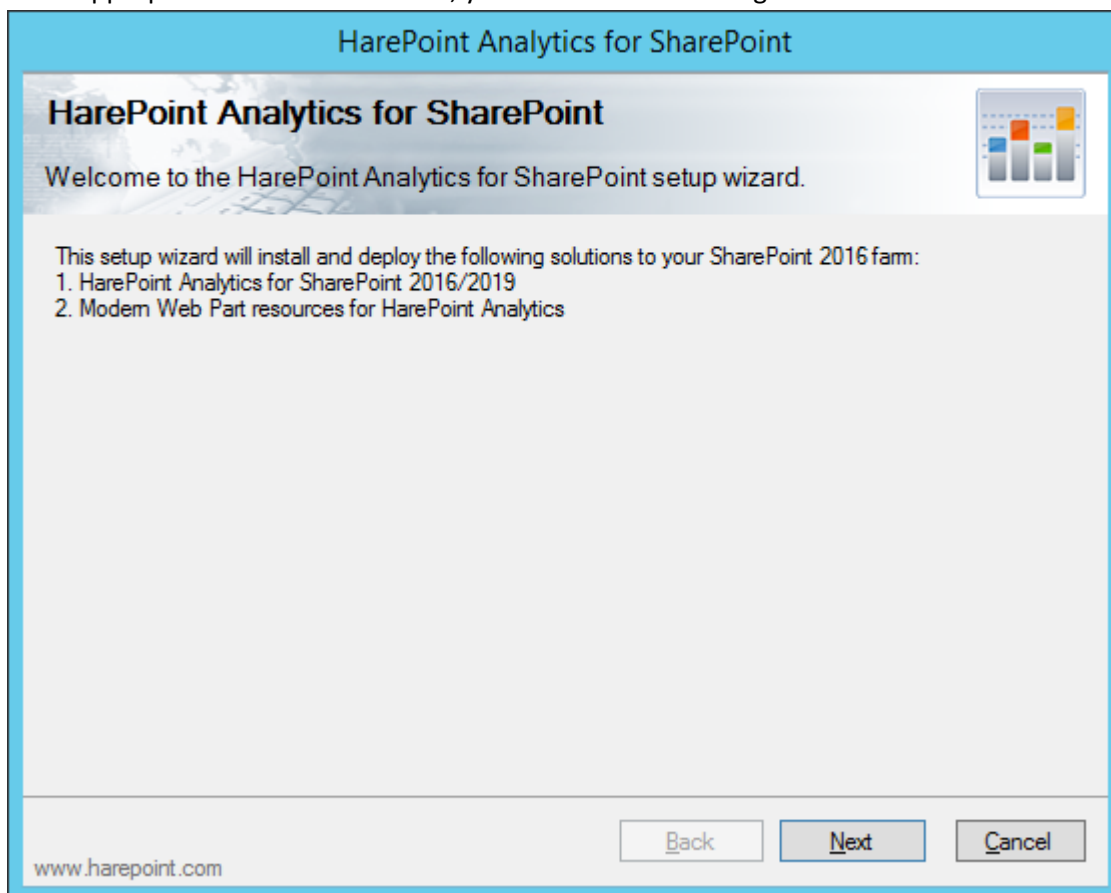 HarePoint Analytics for SharePoint
HarePoint Analytics for SharePoint
Welcome to the HarePoint Analytics for SharePoint setup wizard.
This setup wizard will install and deploy the following solutions to your SharePoint 2016 farm:
1. HarePoint Analytics for SharePoint 2016/2019
2. Modern Web Part resources for HarePoint Analytics
Back Next Cancel
www.harepoint.com